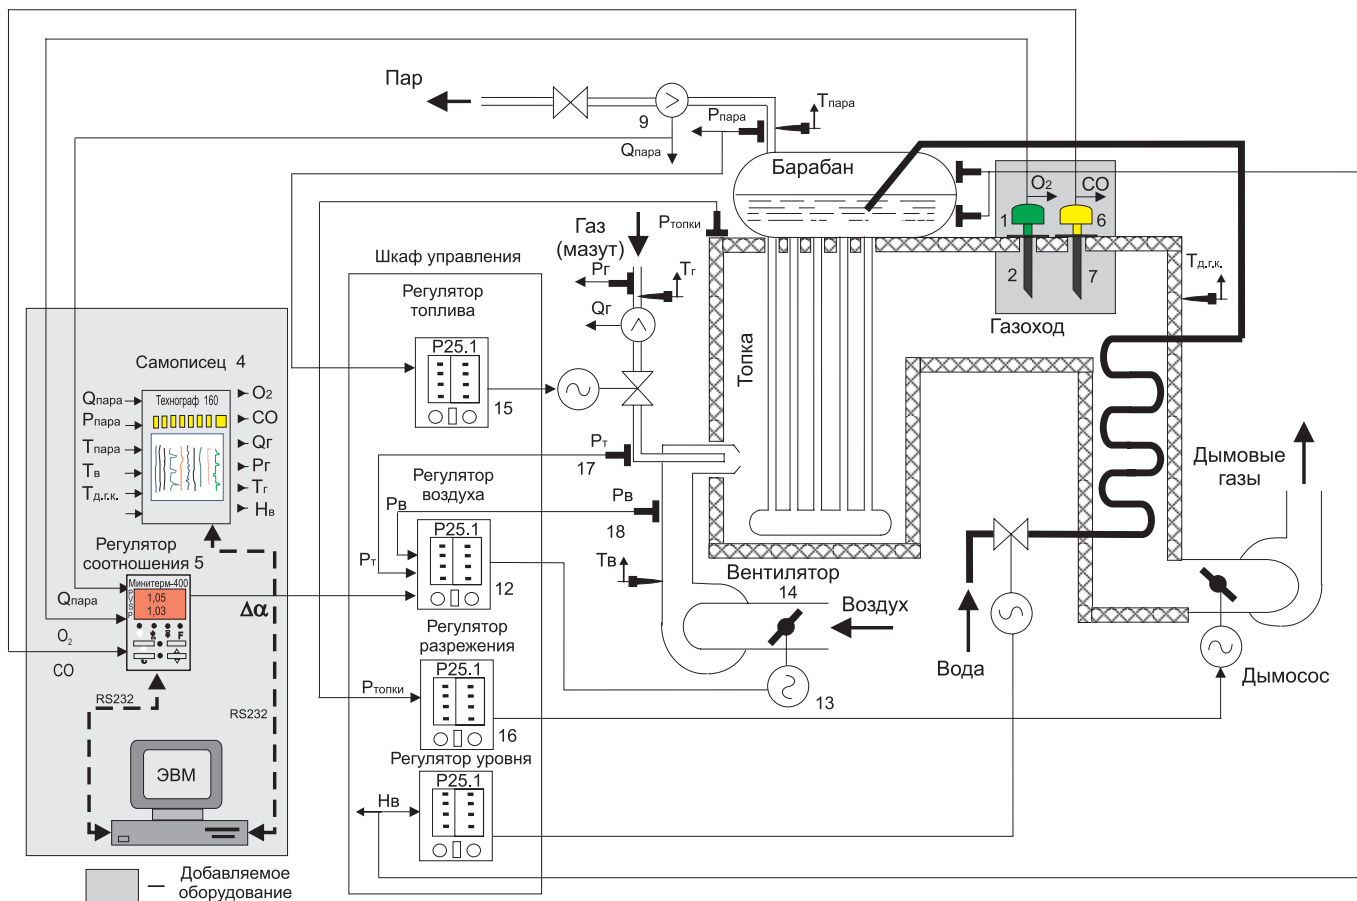 Пар
9
Qпара
Pпара
Tпара
Барабан
O2
CO
1
6
2
7
Газоход
Tд.г.к.
Pтопки
Газ
(мазут)
Pг
Tг
Qг
Топка
Шкаф управления
Регулятор
топлива
P25.1
15
Pт
17
Регулятор
воздуха
Pв
Pт
P25.1
12
Pв
18
Tв
Вентилятор
14
Воздух
13
Регулятор
разрежения
Pтопки
P25.1
16
Регулятор уровня
Hв
P25.1
Вода
Дымовые
газы
Дымосос
Самописец 4
Технограф 160
Qпара
Pпара
Tпара
Tв
Tд.г.к.
O2
CO
Qг
Pг
Tг
Hв
Регулятор
соотношения 5
Минитерм-400
1,05
1,03
Qпара
O2
CO
Δα
RS232
RS232
ЭВМ
— Добавляемое
оборудование